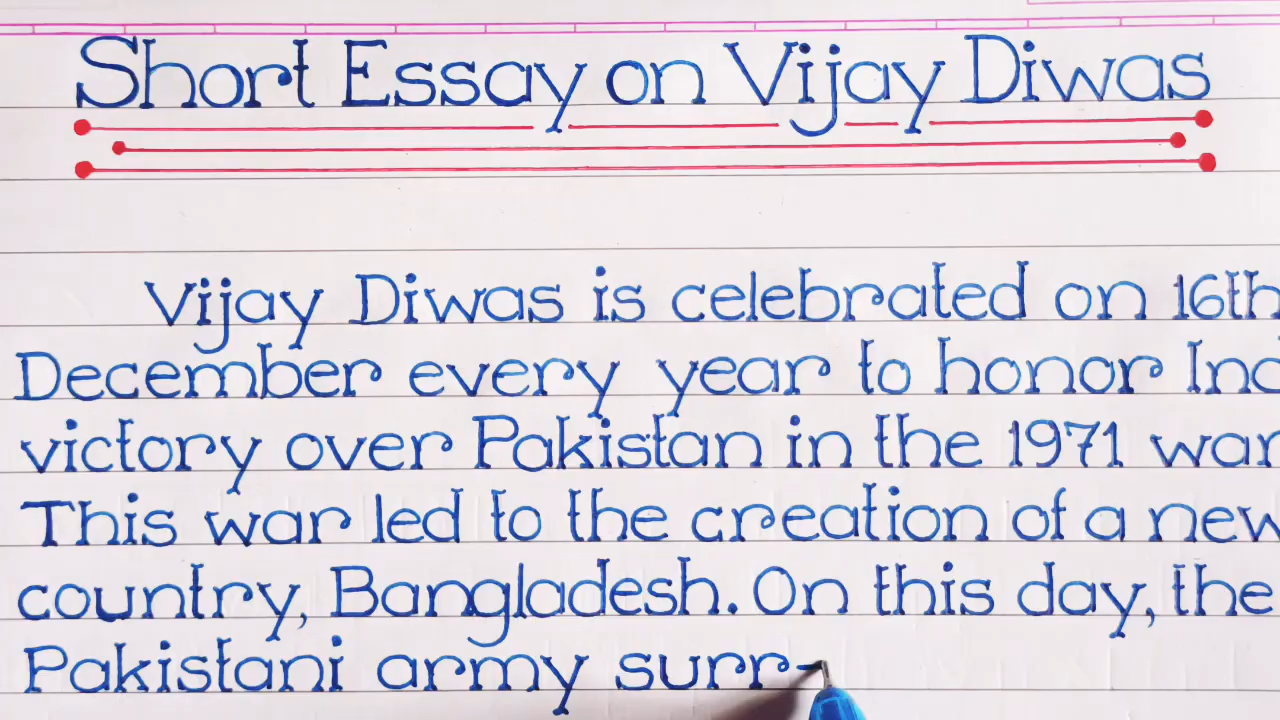 Short Essay on Vijay Diwas
Vijay Diwas is celebrated on 16th
December every year to honor
victory over Pakistan in the 1971 war
This war led to the creation of a new
country, Bangladesh. On this day, the
Pakistani army surr-